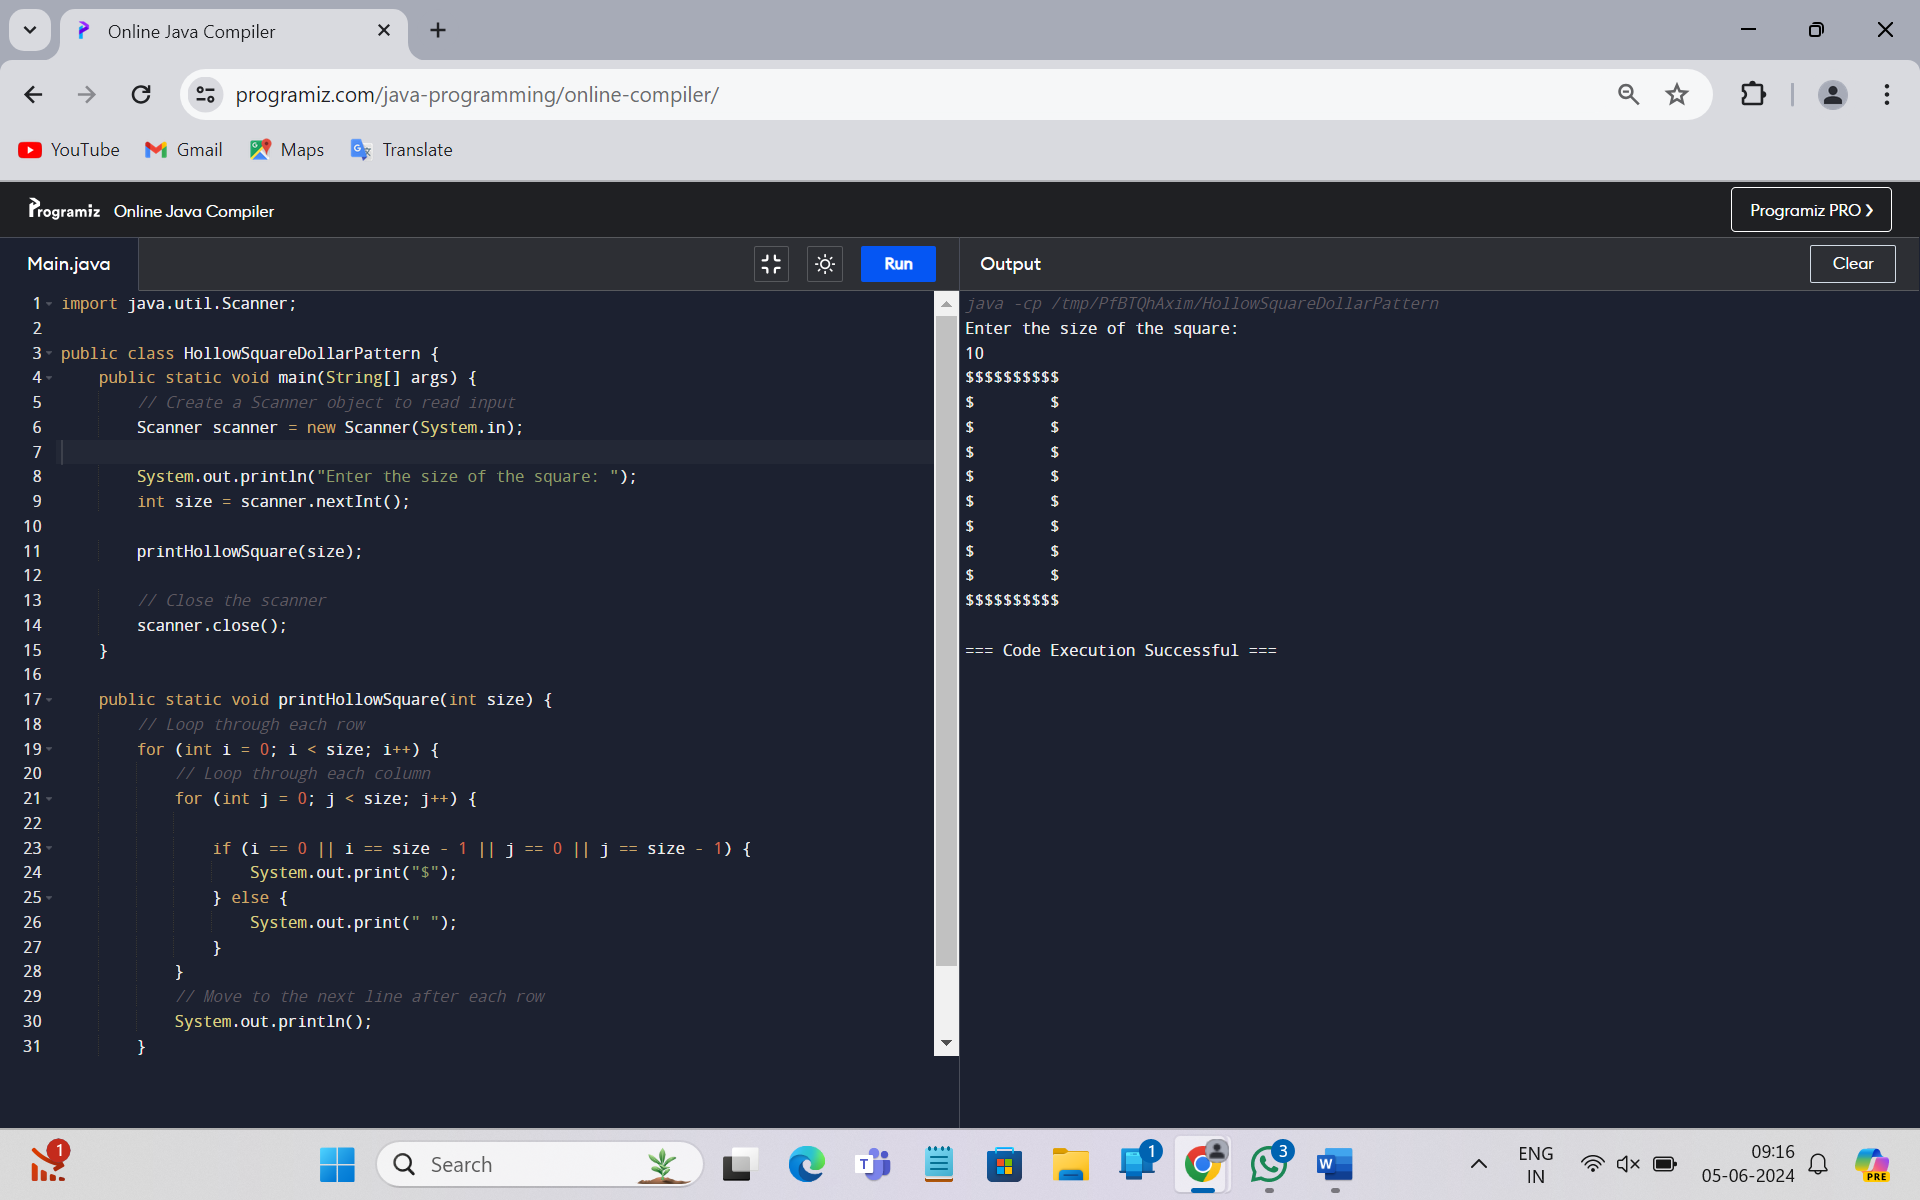 Online Java Compiler
programiz.com/java-programming/online-compiler/
YouTube Gmail Maps Translate
Programiz Online Java Compiler Programiz PRO
Main.java Run
1 import java.util.Scanner;
2
3 public class HollowSquareDollarPattern {
4     public static void main(String[] args) {
5         // Create a Scanner object to read input
6         Scanner scanner = new Scanner(System.in);
7
8         System.out.println("Enter the size of the square: ");
9         int size = scanner.nextInt();
10
11         printHollowSquare(size);
12
13         // Close the scanner
14         scanner.close();
15     }
16
17     public static void printHollowSquare(int size) {
18         // Loop through each row
19         for (int i = 0; i < size; i++) {
20             // Loop through each column
21             for (int j = 0; j < size; j++) {
22
23                 if (i == 0 || i == size - 1 || j == 0 || j == size - 1) {
24                     System.out.print("$");
25                 } else {
26                     System.out.print(" ");
27                 }
28             }
29             // Move to the next line after each row
30             System.out.println();
31         }
Output Clear
java -cp /tmp/PfBTQhAxim/HollowSquareDollarPattern
Enter the size of the square:
10
$$$$$$$$$$
$        $
$        $
$        $
$        $
$        $
$        $
$        $
$        $
$$$$$$$$$$
=== Code Execution Successful ===
1 Search T 1 3 W ENG 09:16 PRE
IN 05-06-2024